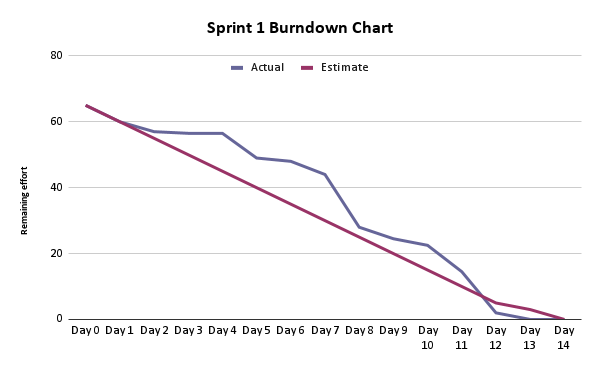 Sprint 1 Burndown Chart
Actual
Estimate
Remaining effort
80
60
40
20
0
Day 0
Day 1
Day 2
Day 3
Day 4
Day 5
Day 6
Day 7
Day 8
Day 9
Day
10
Day
11
Day
12
Day
13
Day
14